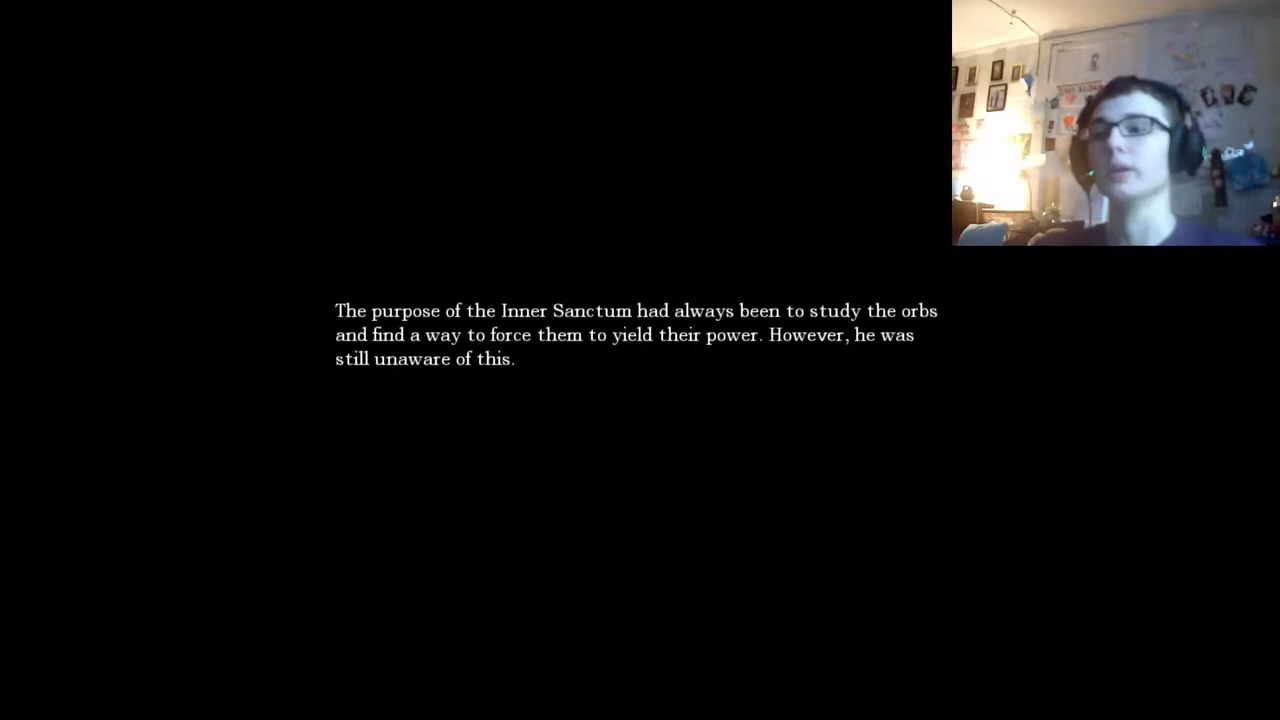 The purpose of the Inner Sanctum had always been to study the orbs
and find a way to force them to yield their power. However, he was
still unaware of this.